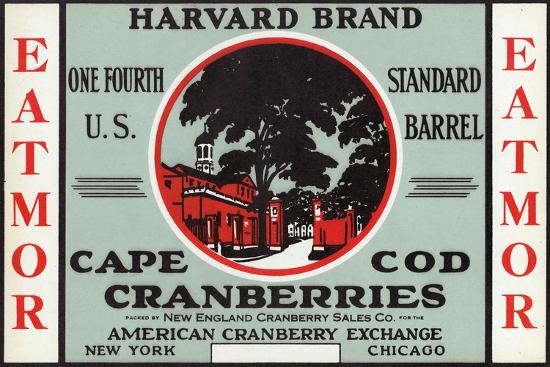 HARVARD BRAND
EATMOR
ONE FOURTH
U.S.
STANDARD
BARREL
CAPE COD
CRANBERRIES
PACKED BY NEW ENGLAND CRANBERRY SALES CO. FOR THE
AMERICAN CRANBERRY EXCHANGE
NEW YORK CHICAGO
EATMOR